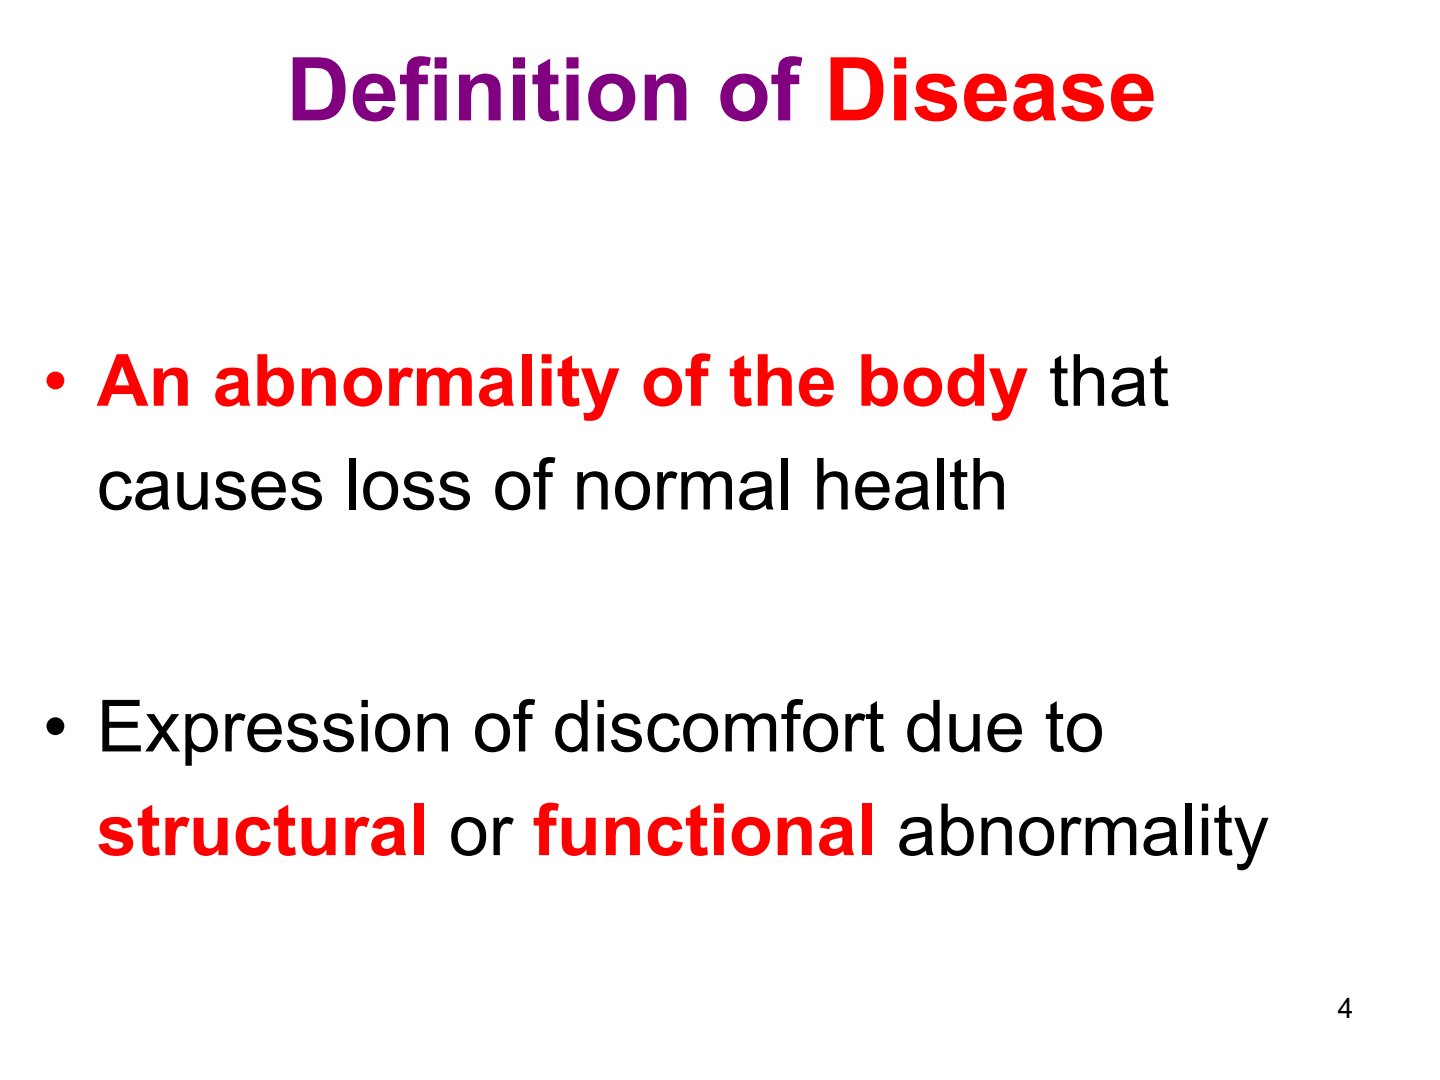 Definition of Disease
• An abnormality of the body that
causes loss of normal health
• Expression of discomfort due to
structural or functional abnormality
4